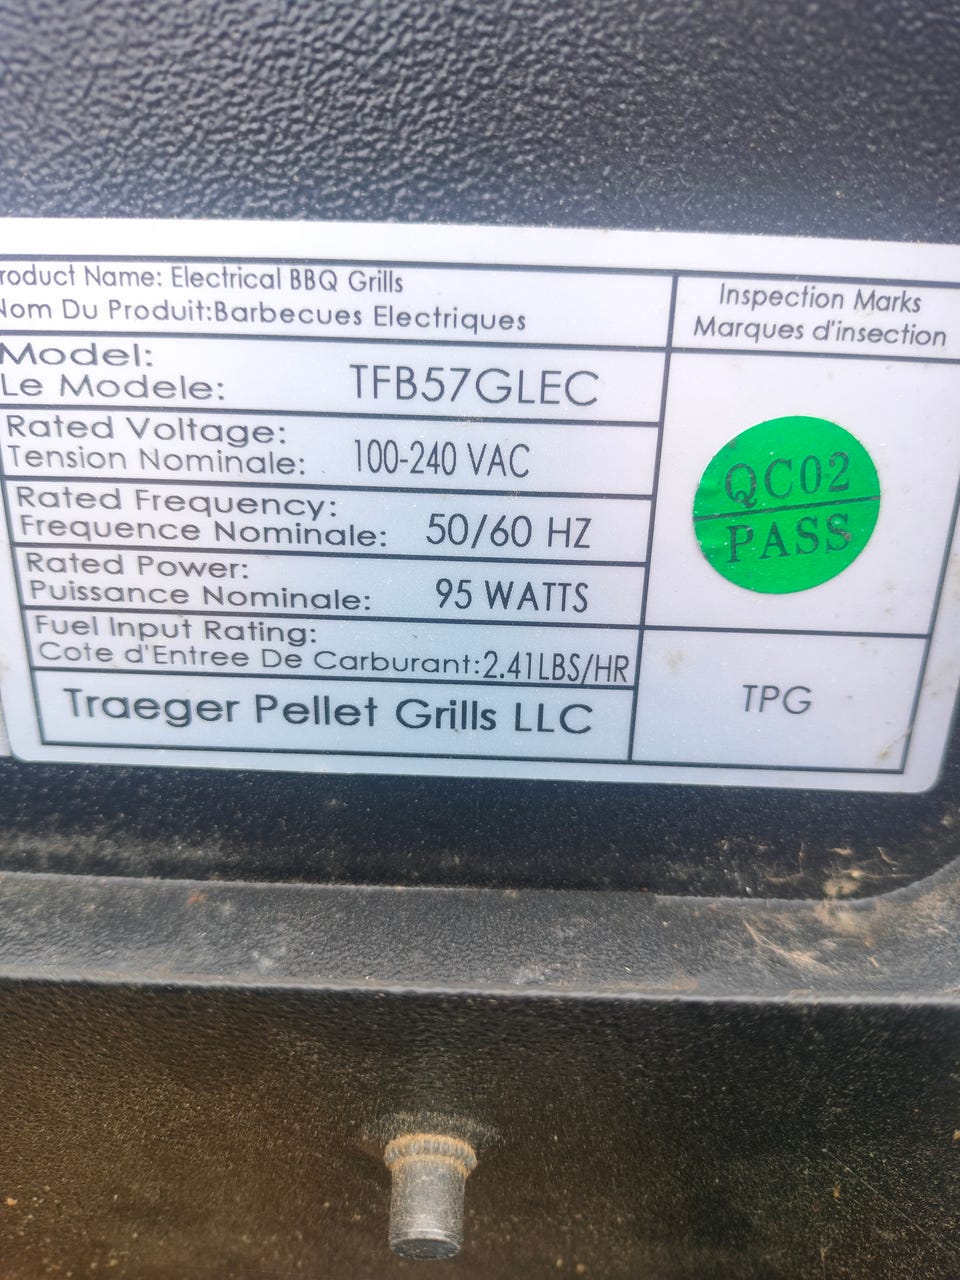 roduct Name: Electrical BBQ Grills
Nom Du Produit:Barbecues Electriques
Inspection Marks
Marques d'insection
Model:
Le Modele:
TFB57GLEC
Rated Voltage:
Tension Nominale:
100-240 VAC
Rated Frequency:
Frequence Nominale:
50/60 HZ
Rated Power:
Puissance Nominale:
95 WATTS
Fuel Input Rating:
Cote d'Entree De Carburant:2.41LBS/HR
Traeger Pellet Grills LLC
QC02
PASS
TPG